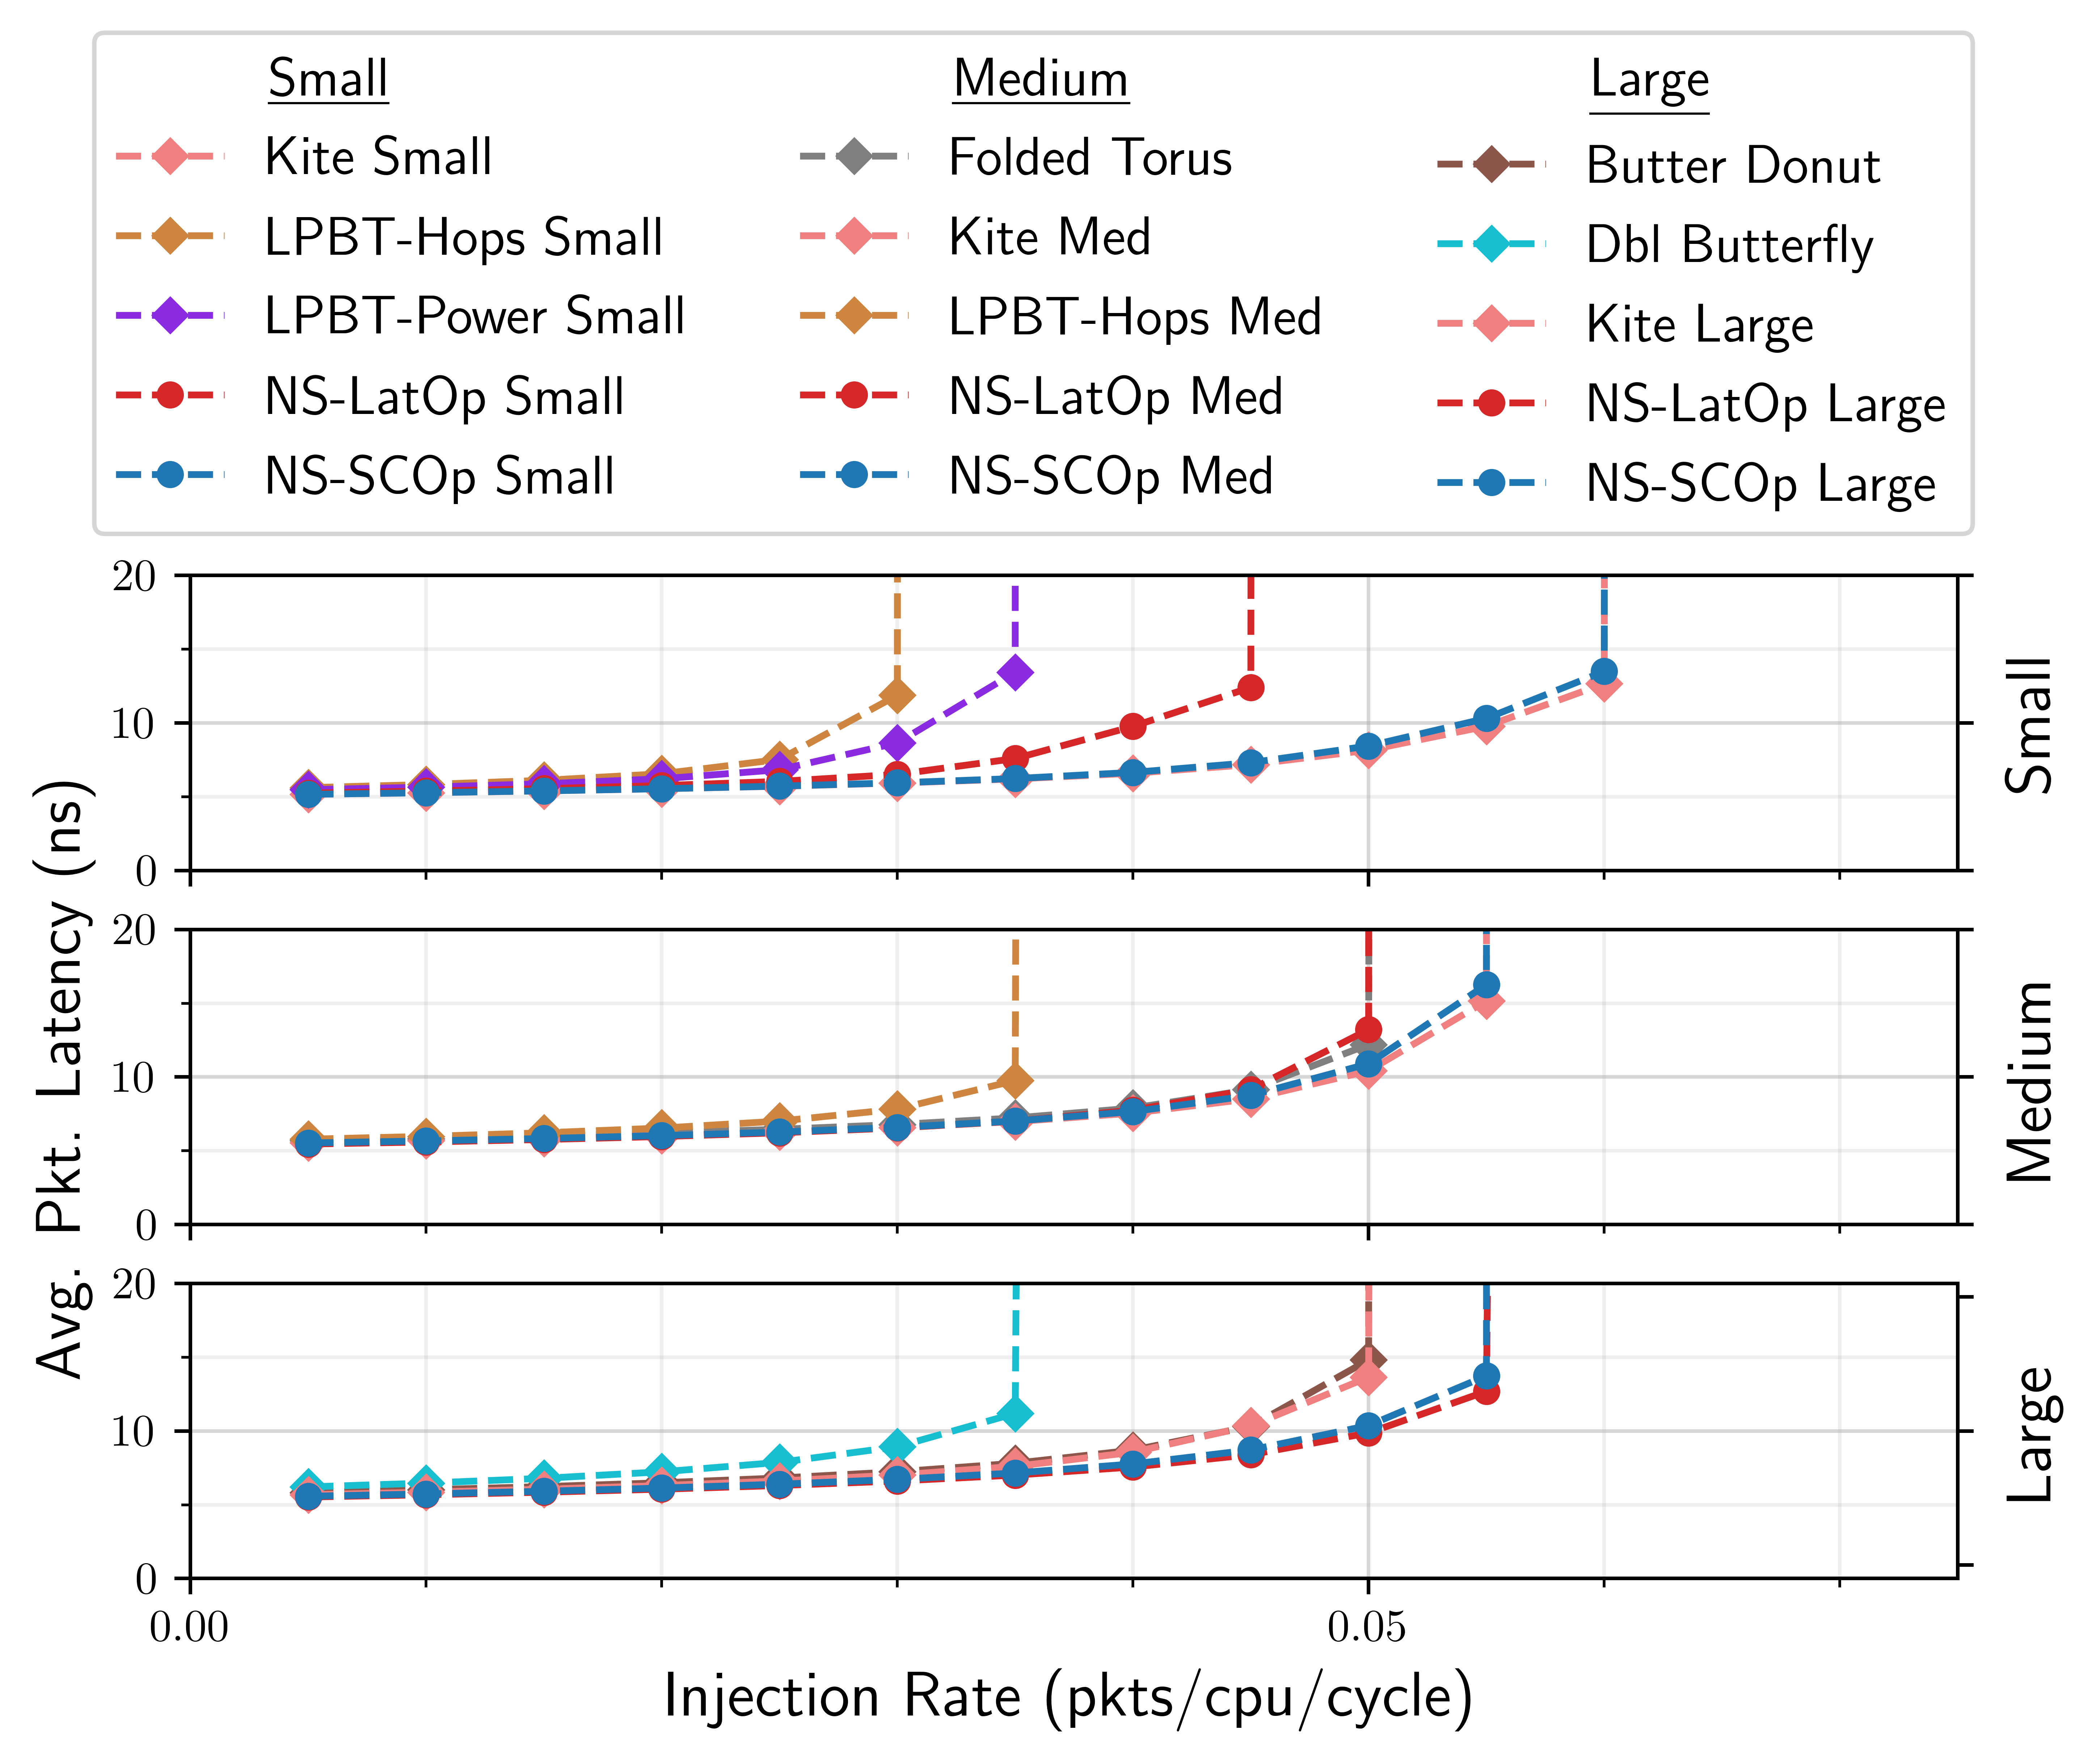 Small
Kite Small
LPBT-Hops Small
LPBT-Power Small
NS-LatOp Small
NS-SCOp Small
Medium
Folded Torus
Kite Med
LPBT-Hops Med
NS-LatOp Med
NS-SCOp Med
Large
Butter Donut
Dbl Butterfly
Kite Large
NS-LatOp Large
NS-SCOp Large
Avg. Pkt. Latency (ns)
20
10
0
Small
20
10
0
Medium
20
10
0
Large
0.00
0.05
Injection Rate (pkts/cpu/cycle)